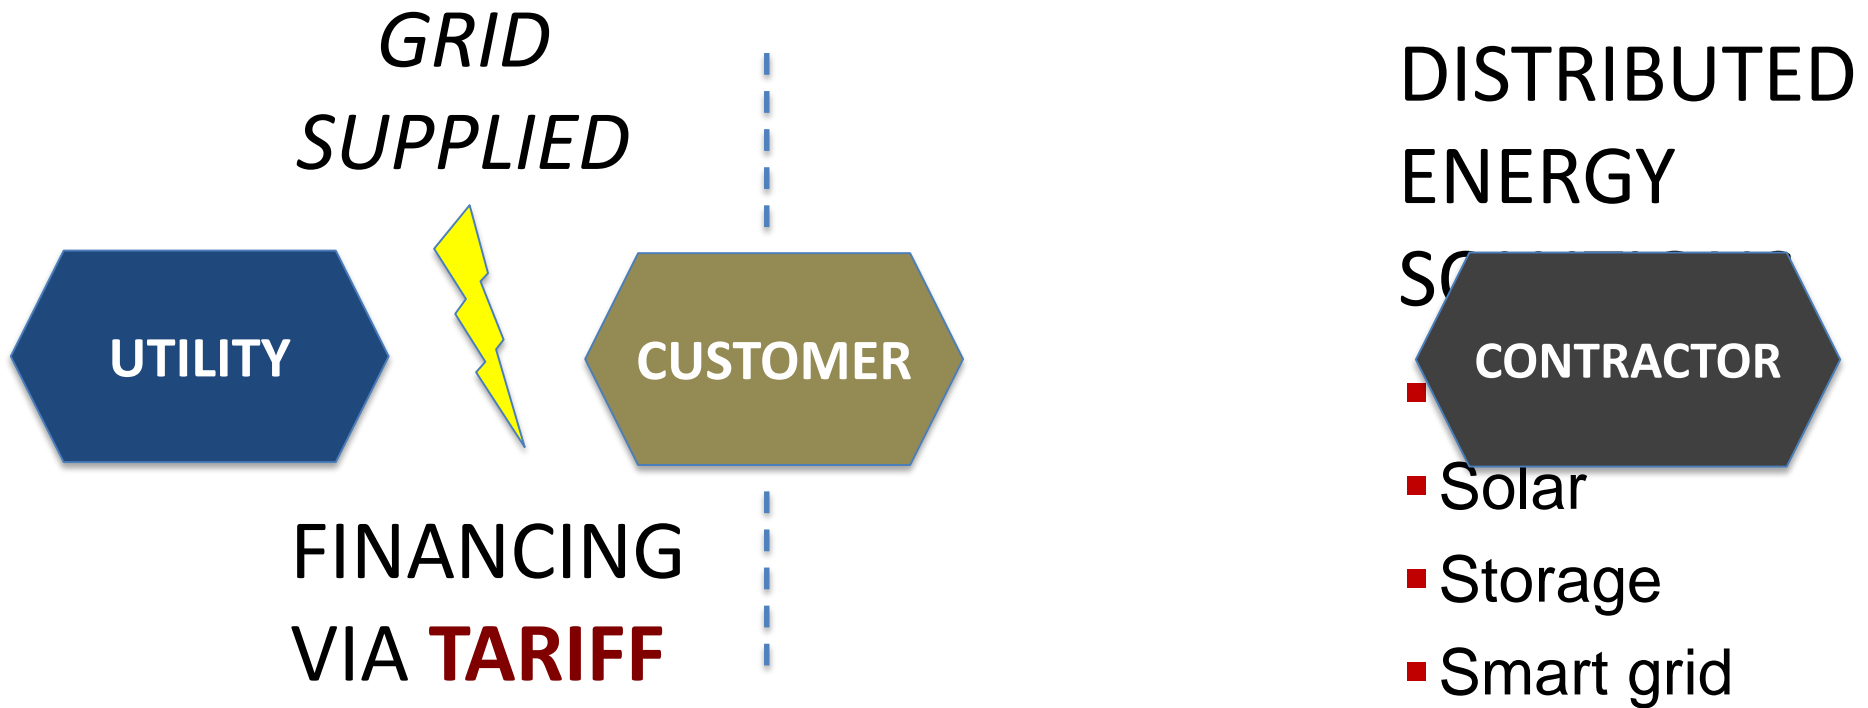 GRID
SUPPLIED
UTILITY
CUSTOMER
FINANCING
VIA TARIFF
DISTRIBUTED
ENERGY
CONTRACTOR
Solar
Storage
Smart grid